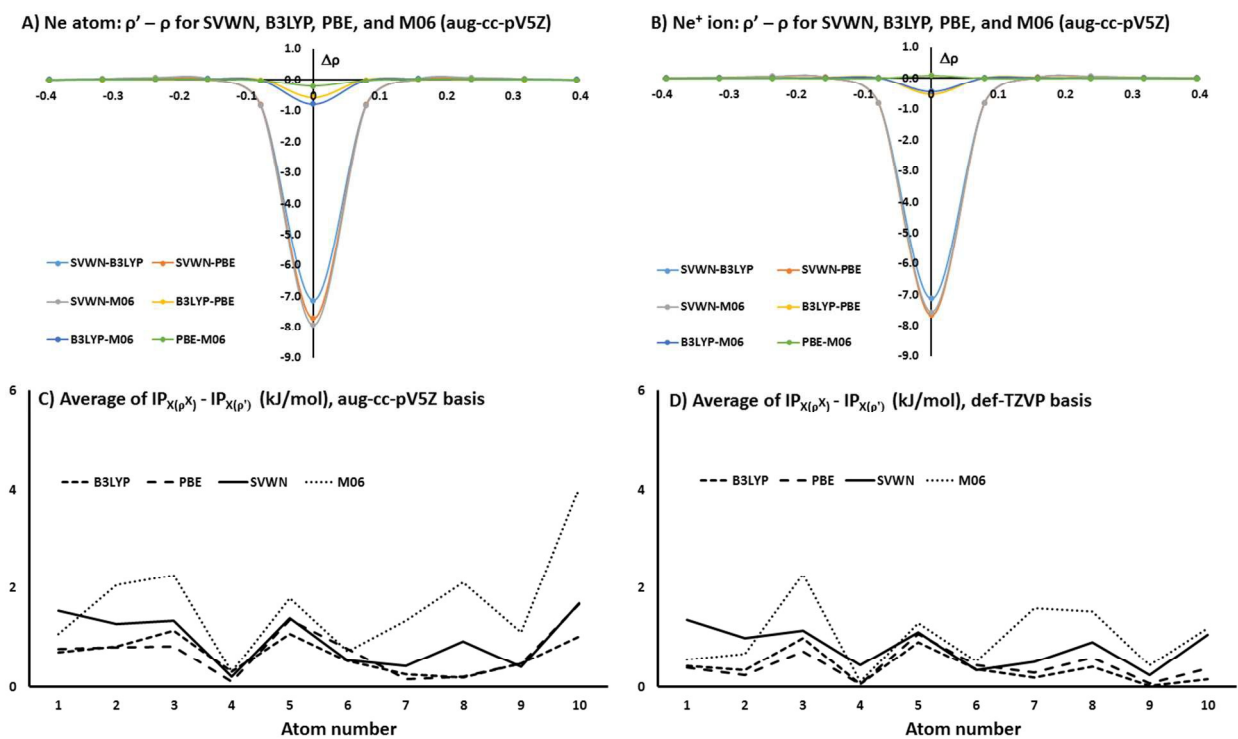 A) Ne atom: ρ’ – ρ for SVWN, B3LYP, PBE, and M06 (aug-cc-pV5Z)
1.0
Δρ
0.0
-0.4 -0.3 -0.2 -0.1 0 0.1 0.2 0.3 0.4
-1.0
-2.0
-3.0
-4.0
-5.0
-6.0
-7.0
-8.0
-9.0
SVWN-B3LYP SVWN-PBE
SVWN-M06 B3LYP-PBE
B3LYP-M06 PBE-M06
B) Ne⁺ ion: ρ’ – ρ for SVWN, B3LYP, PBE, and M06 (aug-cc-pV5Z)
1.0
Δρ
0.0
-0.4 -0.3 -0.2 -0.1 0 0.1 0.2 0.3 0.4
-1.0
-2.0
-3.0
-4.0
-5.0
-6.0
-7.0
-8.0
-9.0
SVWN-B3LYP SVWN-PBE
SVWN-M06 B3LYP-PBE
B3LYP-M06 PBE-M06
C) Average of IPX(ρX) - IPX(ρ’) (kJ/mol), aug-cc-pV5Z basis
6
4
2
0
B3LYP PBE SVWN M06
1 2 3 4 5 6 7 8 9 10
Atom number
D) Average of IPX(ρX) - IPX(ρ’) (kJ/mol), def-TZVP basis
6
4
2
0
B3LYP PBE SVWN M06
1 2 3 4 5 6 7 8 9 10
Atom number